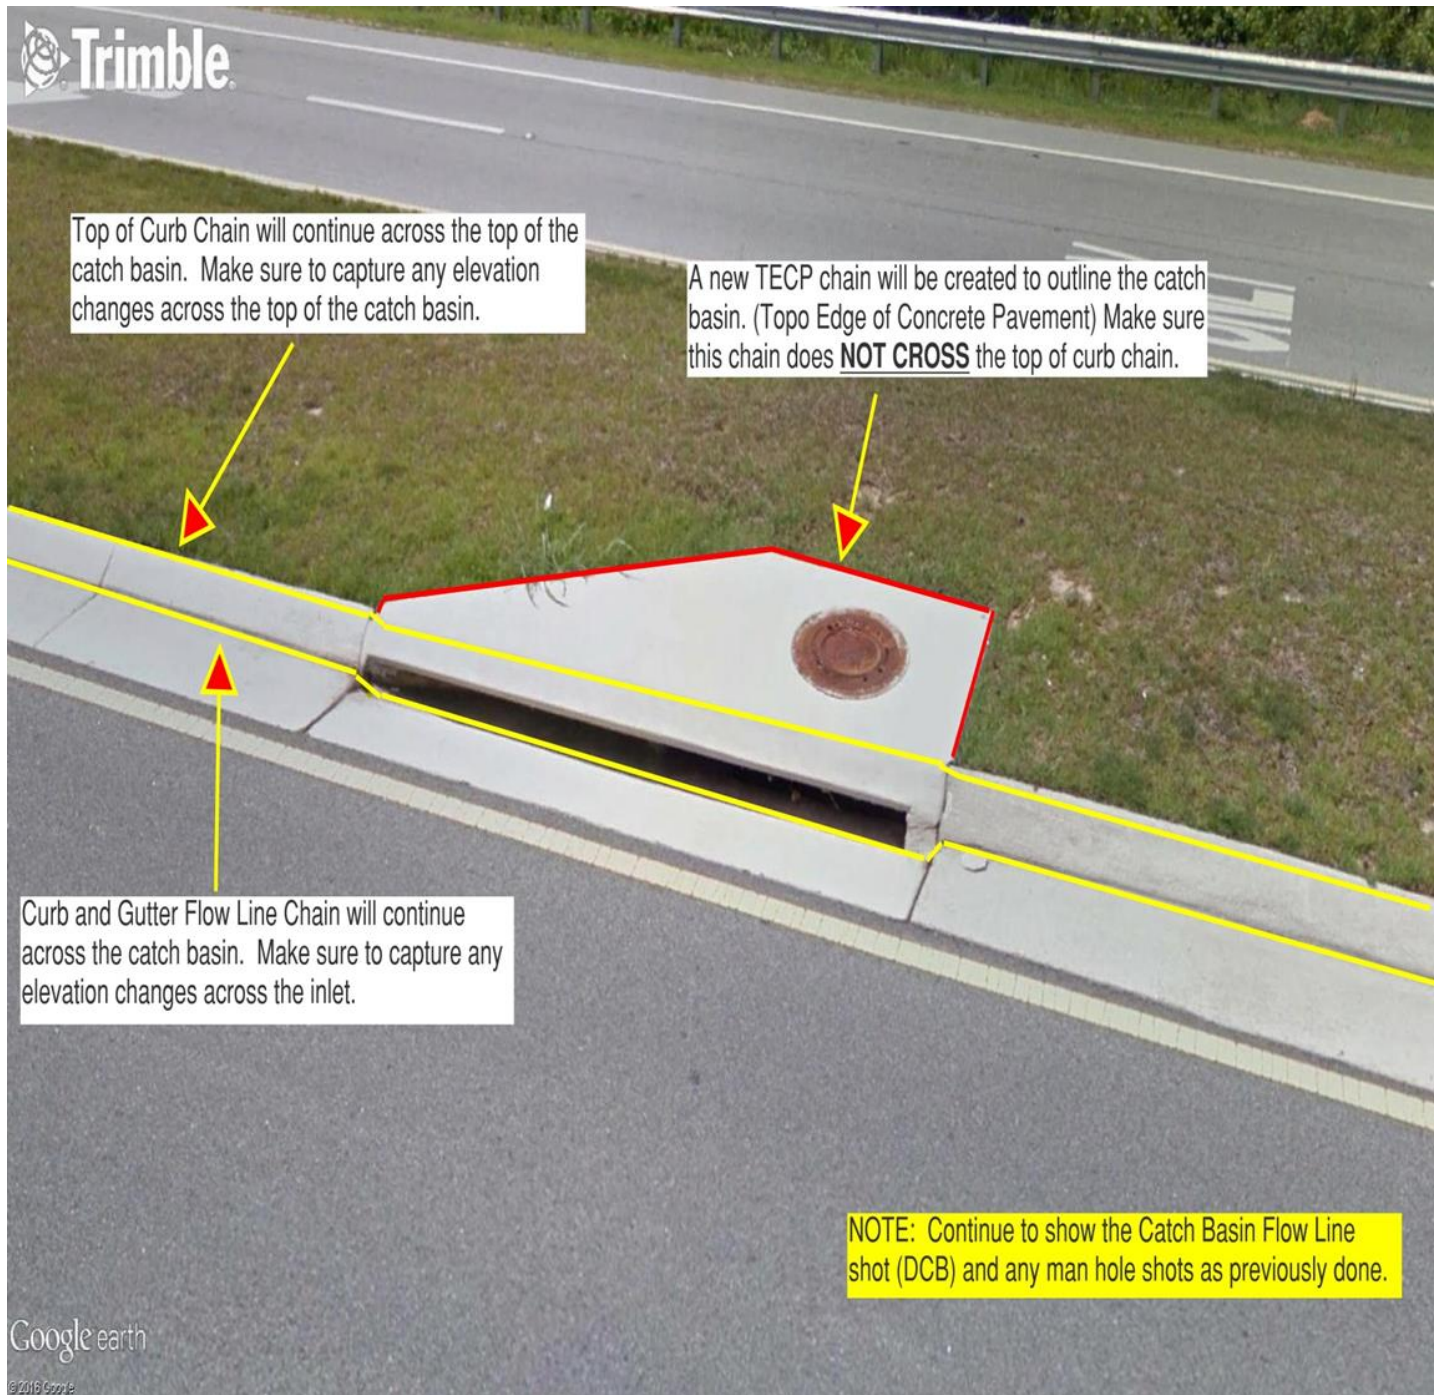 Trimble
Top of Curb Chain will continue across the top of the
catch basin.  Make sure to capture any elevation
changes across the top of the catch basin.
A new TECP chain will be created to outline the catch
basin. (Topo Edge of Concrete Pavement) Make sure
this chain does NOT CROSS the top of curb chain.
Curb and Gutter Flow Line Chain will continue
across the catch basin.  Make sure to capture any
elevation changes across the inlet.
NOTE:  Continue to show the Catch Basin Flow Line
shot (DCB) and any man hole shots as previously done.
Google earth
© 2016 Google